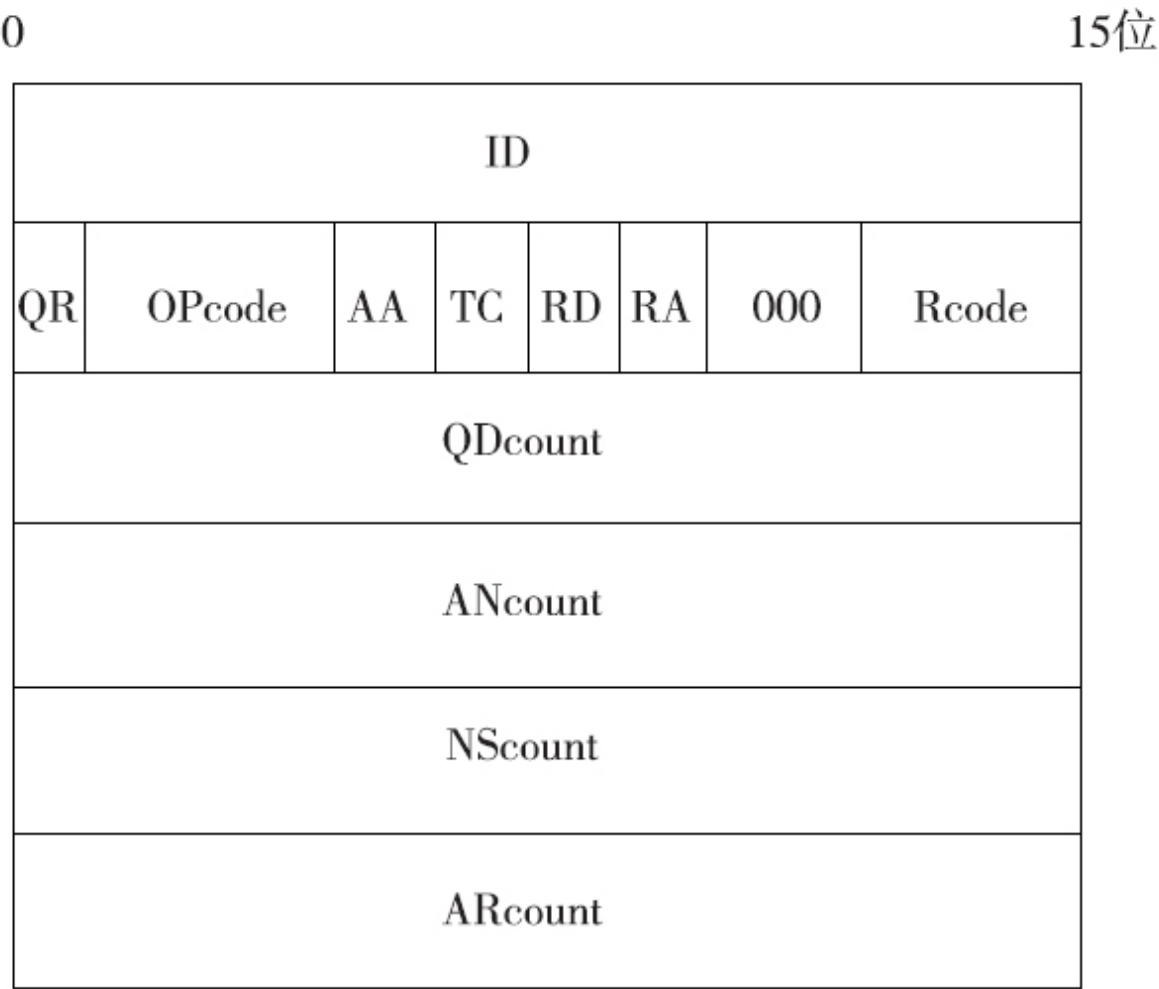 0 15位
ID
QR OPcode AA TC RD RA 000 Rcode
QDcount
ANcount
NScount
ARcount